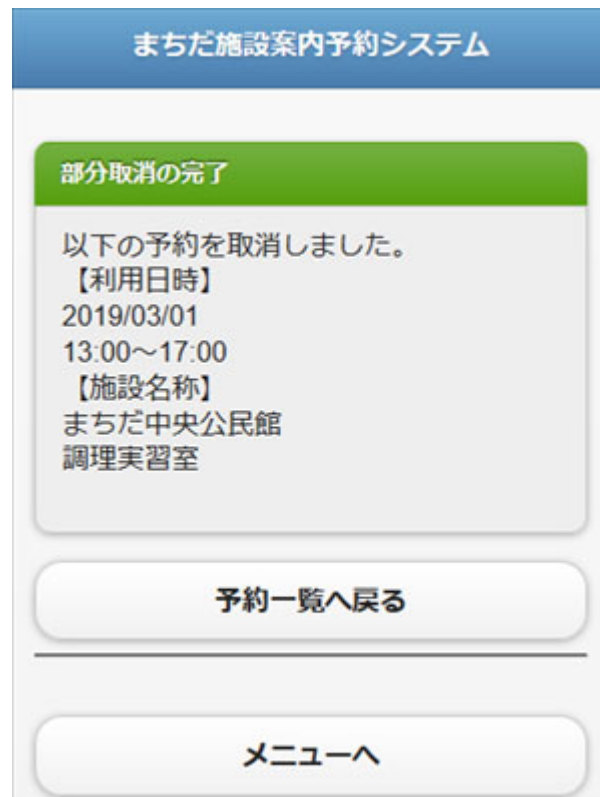 まちだ施設案内予約システム
部分取消の完了
以下の予約を取消しました。
【利用日時】
2019/03/01
13:00～17:00
【施設名称】
まちだ中央公民館
調理実習室
予約一覧へ戻る
メニューへ